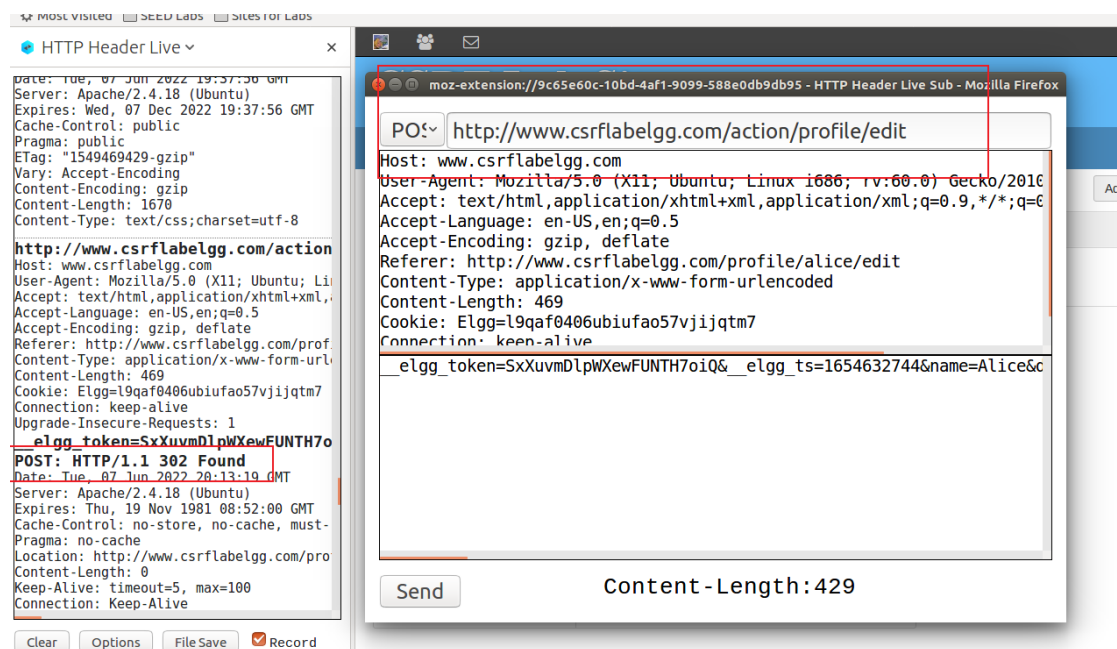 Most Visited SEED Labs Sites for Labs
HTTP Header Live ×
Date: Tue, 07 Jun 2022 19:37:56 GMT
Server: Apache/2.4.18 (Ubuntu)
Expires: Wed, 07 Dec 2022 19:37:56 GMT
Cache-Control: public
Pragma: public
ETag: "1549469429-gzip"
Vary: Accept-Encoding
Content-Encoding: gzip
Content-Length: 1670
Content-Type: text/css;charset=utf-8
http://www.csrflabelgg.com/action
Host: www.csrflabelgg.com
User-Agent: Mozilla/5.0 (X11; Ubuntu; Li
Accept: text/html,application/xhtml+xml,
Accept-Language: en-US,en;q=0.5
Accept-Encoding: gzip, deflate
Referer: http://www.csrflabelgg.com/prof
Content-Type: application/x-www-form-url
Content-Length: 469
Cookie: Elgg=l9qaf0406ubiufao57vjijqtm7
Connection: keep-alive
Upgrade-Insecure-Requests: 1
__elgg_token=SxXuvmDlpWXewFUNTH7o
POST: HTTP/1.1 302 Found
Date: Tue, 07 Jun 2022 20:13:19 GMT
Server: Apache/2.4.18 (Ubuntu)
Expires: Thu, 19 Nov 1981 08:52:00 GMT
Cache-Control: no-store, no-cache, must-
Pragma: no-cache
Location: http://www.csrflabelgg.com/pro
Content-Length: 0
Keep-Alive: timeout=5, max=100
Connection: Keep-Alive
Clear Options File Save Record
moz-extension://9c65e60c-10bd-4af1-9099-588e0db9db95 - HTTP Header Live Sub - Mozilla Firefox
POS http://www.csrflabelgg.com/action/profile/edit
Host: www.csrflabelgg.com
User-Agent: Mozilla/5.0 (X11; Ubuntu; Linux i686; rv:60.0) Gecko/2010
Accept: text/html,application/xhtml+xml,application/xml;q=0.9,*/*;q=0
Accept-Language: en-US,en;q=0.5
Accept-Encoding: gzip, deflate
Referer: http://www.csrflabelgg.com/profile/alice/edit
Content-Type: application/x-www-form-urlencoded
Content-Length: 469
Cookie: Elgg=l9qaf0406ubiufao57vjijqtm7
Connection: keep-alive
__elgg_token=SxXuvmDlpWXewFUNTH7oiQ&__elgg_ts=1654632744&name=Alice&d
Send Content-Length:429